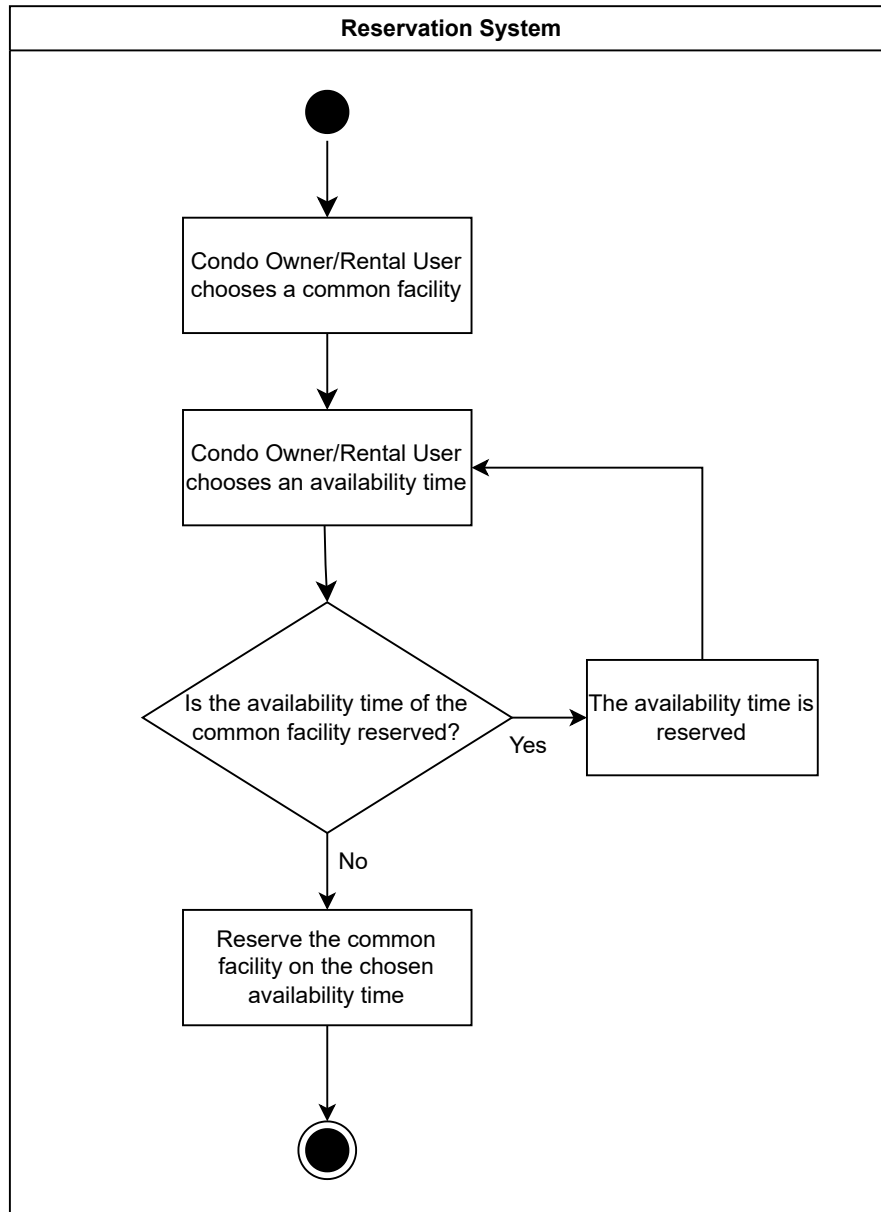 Reservation System
Condo Owner/Rental User
chooses a common facility
Condo Owner/Rental User
chooses an availability time
Is the availability time of the
common facility reserved?
Yes
The availability time is
reserved
No
Reserve the common
facility on the chosen
availability time